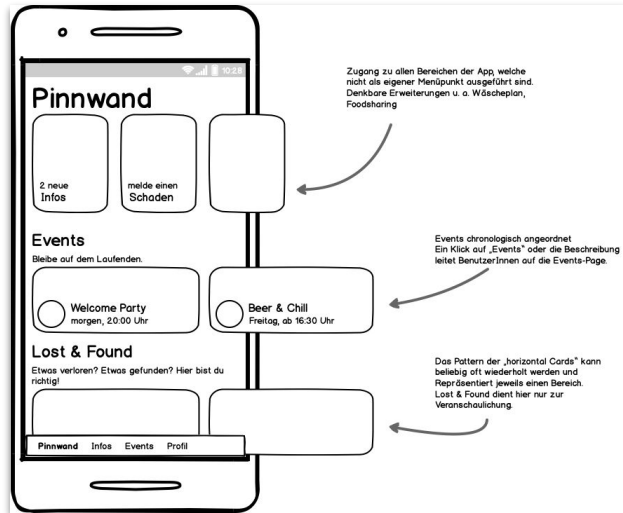 10:26
Pinnwand
2 neue
Infos
melde einen
Schaden
Events
Bleibe auf dem Laufenden.
Welcome Party
morgen, 20:00 Uhr
Beer & Chill
Freitag, ab 16:30 Uhr
Lost & Found
Etwas verloren? Etwas gefunden? Hier bist du
richtig!
Pinnwand Infos Events Profil
Zugang zu allen Bereichen der App, welche
nicht als eigener Menüpunkt ausgeführt sind.
Denkbare Erweiterungen u. a. Wäscheplan,
Foodsharing
Events chronologisch angeordnet
Ein Klick auf „Events“ oder die Beschreibung
leitet BenutzerInnen auf die Events-Page.
Das Pattern der „horizontal Cards“ kann
beliebig oft wiederholt werden und
Repräsentiert jeweils einen Bereich.
Lost & Found dient hier nur zur
Veranschaulichung.